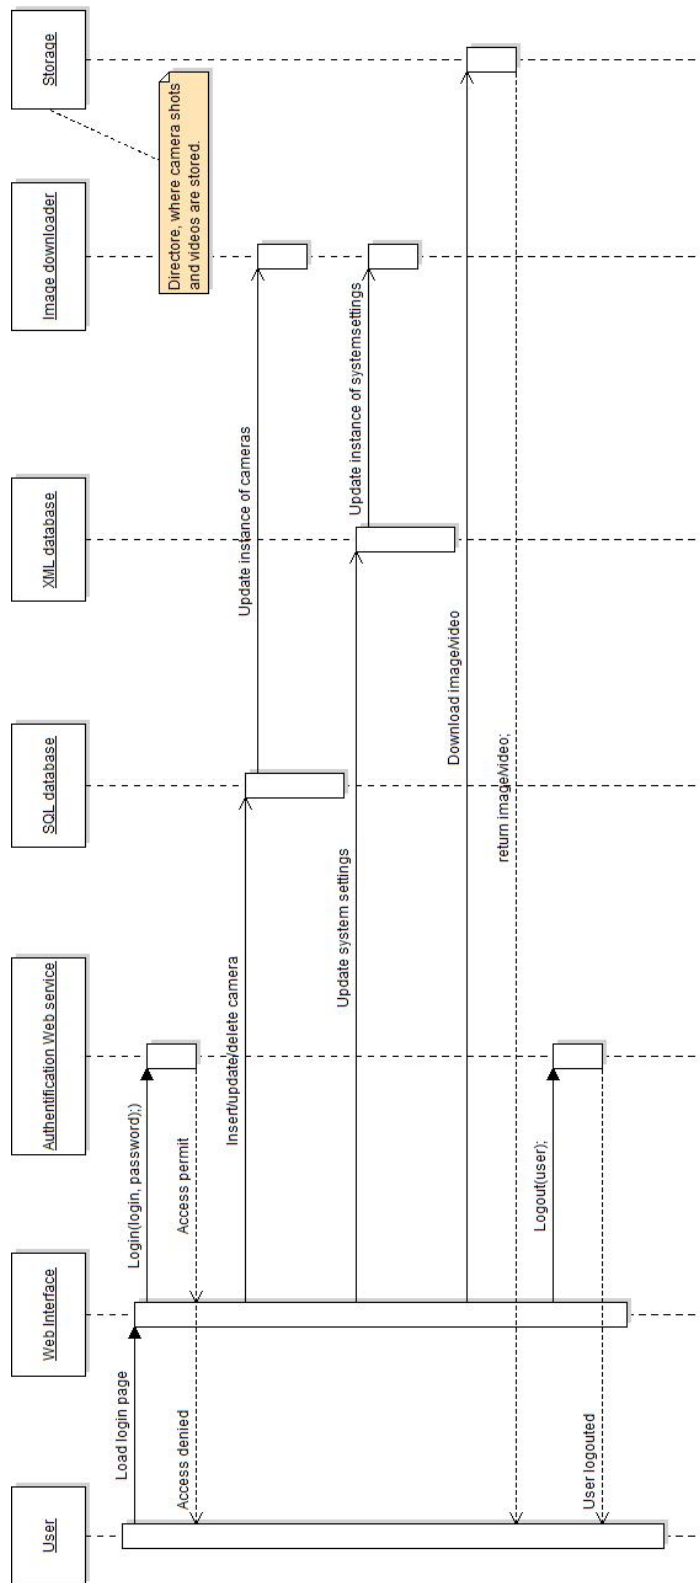 User
Web Interface
Authentification Web service
SQL database
XML database
Image downloader
Storage
Directore, where camera shots
and videos are stored.
Load login page
Login(login, password);)
Access denied
Access permit
Insert/update/delete camera
Update instance of cameras
Update system settings
Update instance of systemsettings
Download image/video
return image/video;
Logout(user);
User logouted